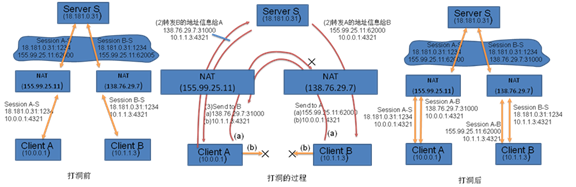 Server S
(18.181.0.31)
Session A-S
18.181.0.31:1234
155.99.25.11:62000
Session B-S
18.181.0.31:1234
155.99.25.11:62005
NAT
(155.99.25.11)
NAT
(138.76.29.7)
Session A-S
18.181.0.31:1234
10.0.0.1:4321
Session B-S
18.181.0.31:1234
10.1.1.3:4321
Client A
(10.0.0.1)
Client B
(10.1.1.3)
打洞前
Server S
(18.181.0.31)
(2)转发B的地址信息给A
138.76.29.7:31000
10.1.1.3:4321
(2)转发A的地址信息给B
155.99.25.11:62000
10.0.0.1:4321
NAT
(155.99.25.11)
NAT
(138.76.29.7)
(3)Send to B
(a)138.76.29.7:31000
(b)10.1.1.3:4321
Send to A
(a)155.99.25.11:62000
(b)10.0.0.1:4321
(a)
(a)
(b)
(b)
Client A
(10.0.0.1)
Client B
(10.1.1.3)
打洞的过程
Server S
(18.181.0.31)
Session A-S
18.181.0.31:1234
155.99.25.11:62000
Session B-S
18.181.0.31:1234
138.76.29.7:31000
NAT
(155.99.25.11)
NAT
(138.76.29.7)
Session A-S
18.181.0.31:1234
10.0.0.1:4321
Session A-B
138.76.29.7:31000
10.0.0.1:4321
Session B-S
18.181.0.31:1234
10.1.1.3:4321
Session A-B
155.99.25.11:62000
10.1.1.3:4321
Client A
(10.0.0.1)
Client B
(10.1.1.3)
打洞后